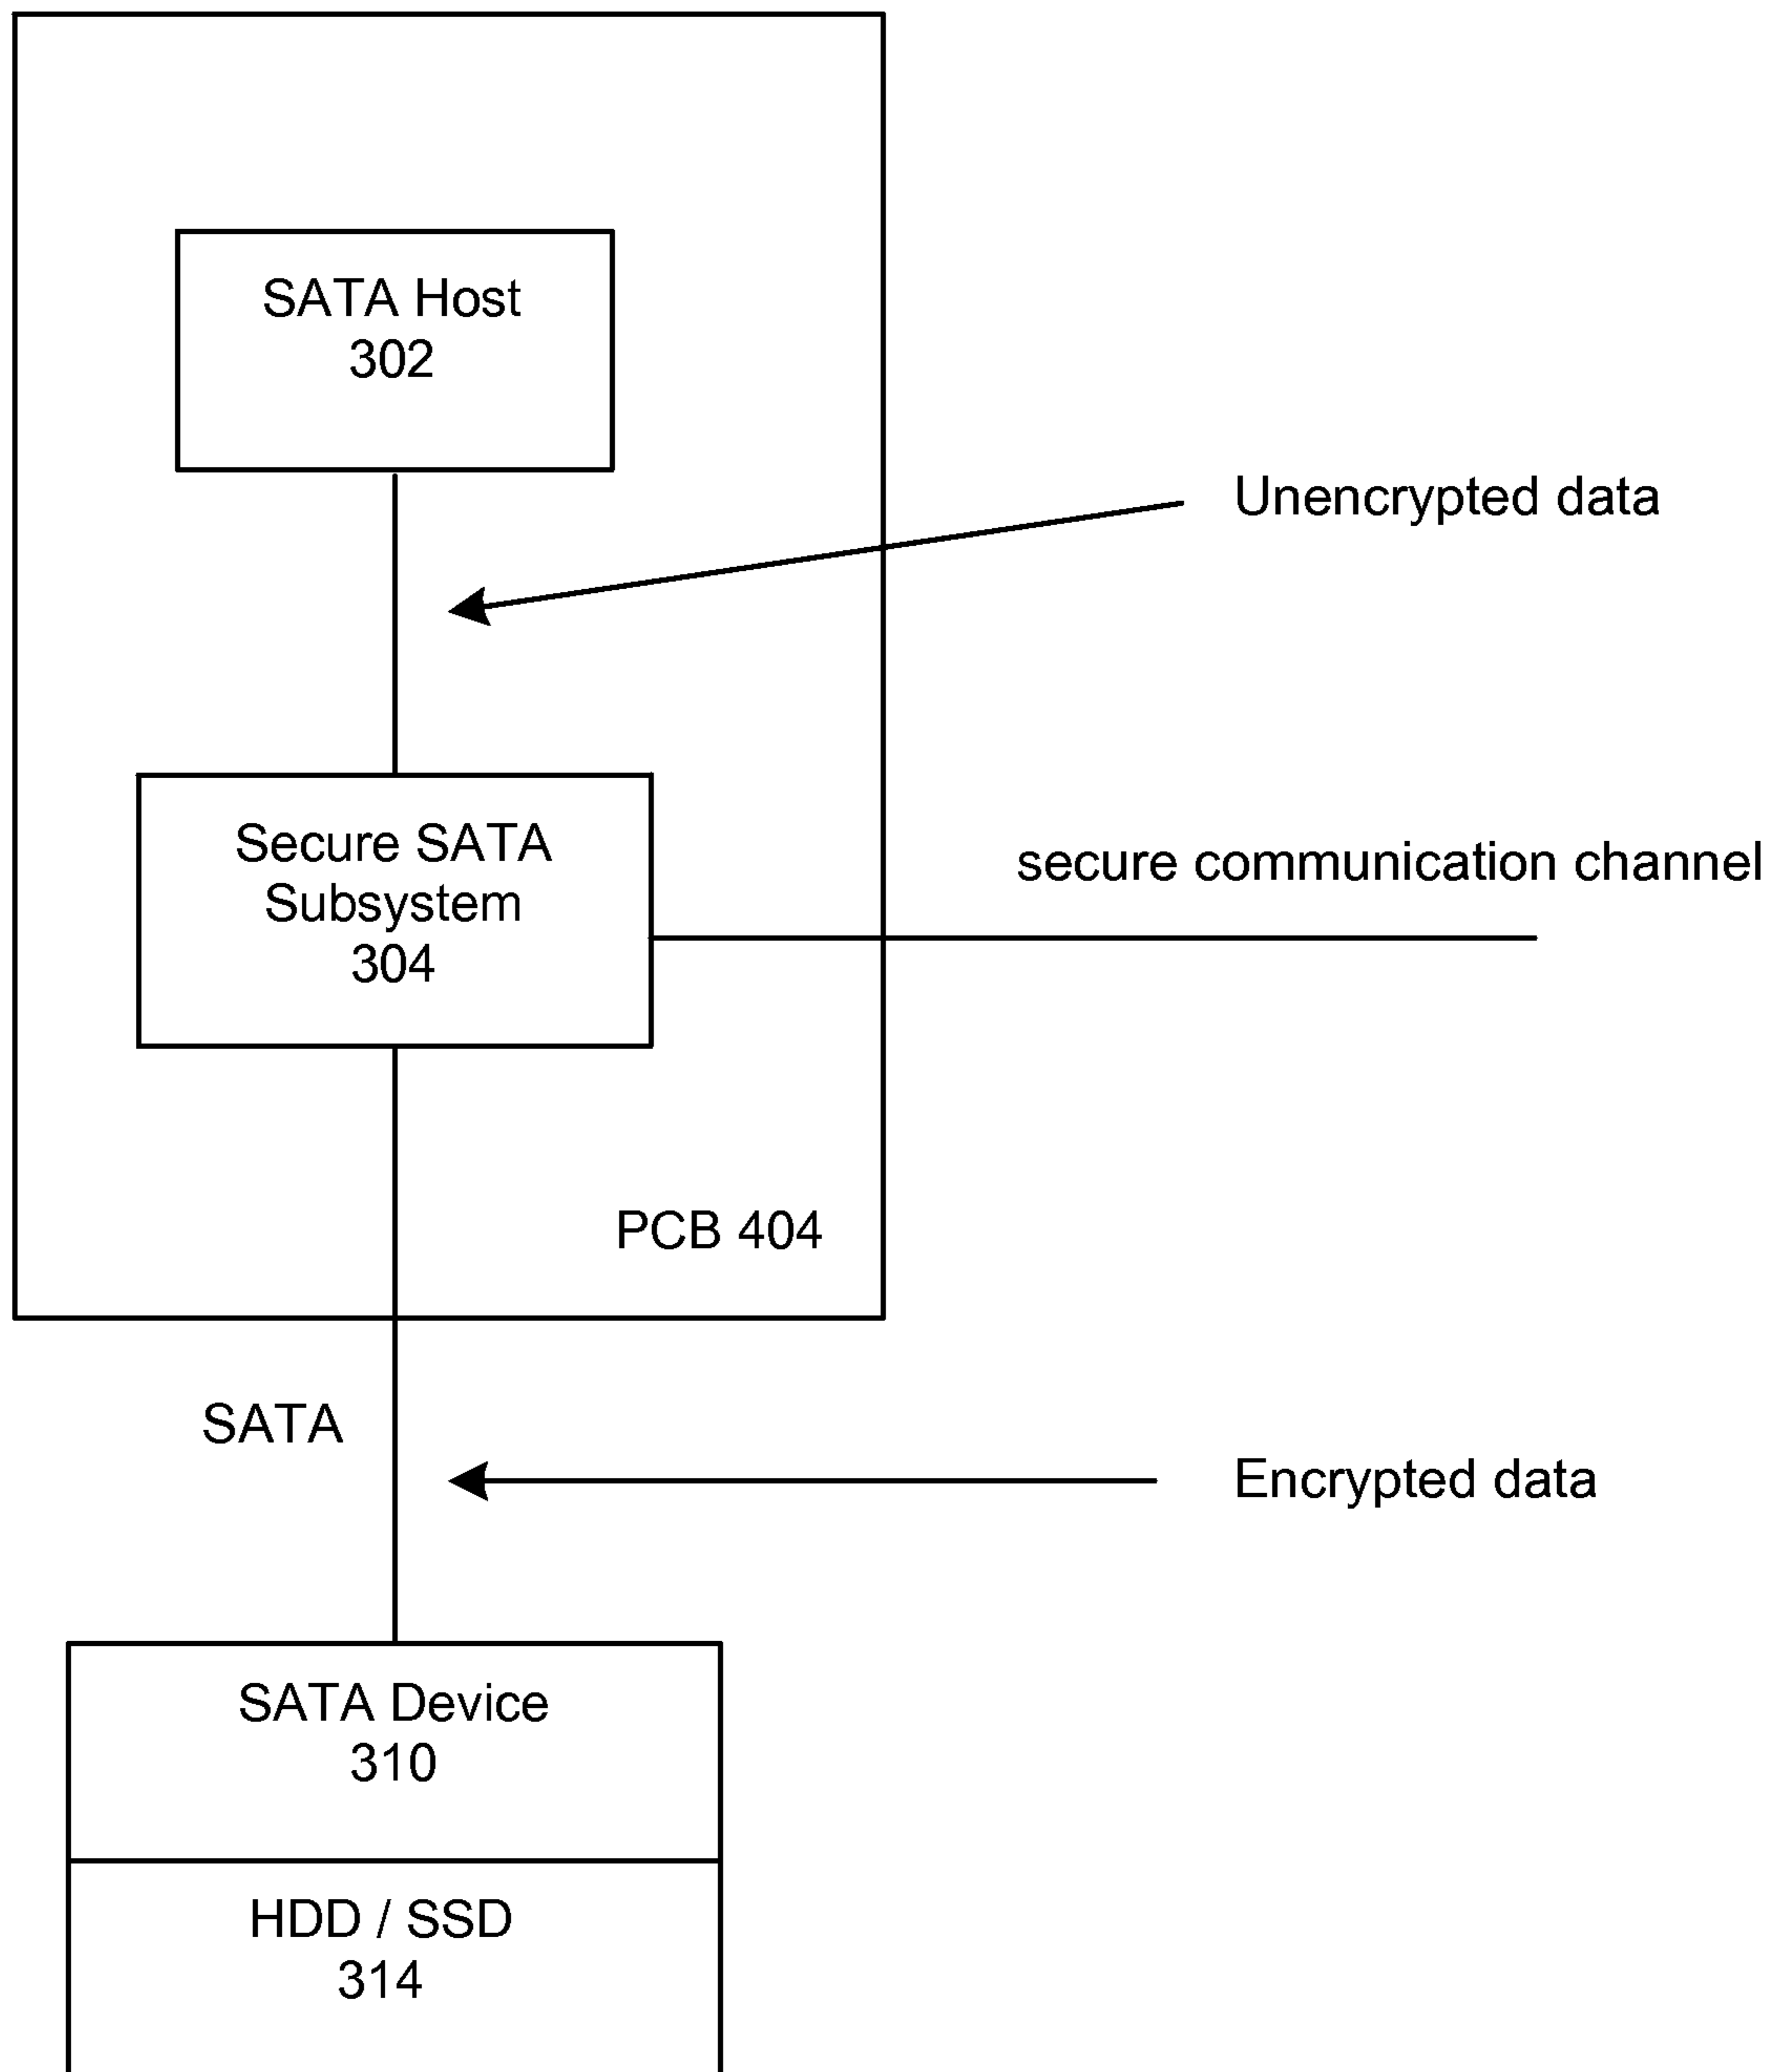 SATA Host
302
Unencrypted data
Secure SATA
Subsystem
304
secure communication channel
PCB 404
SATA
Encrypted data
SATA Device
310
HDD / SSD
314